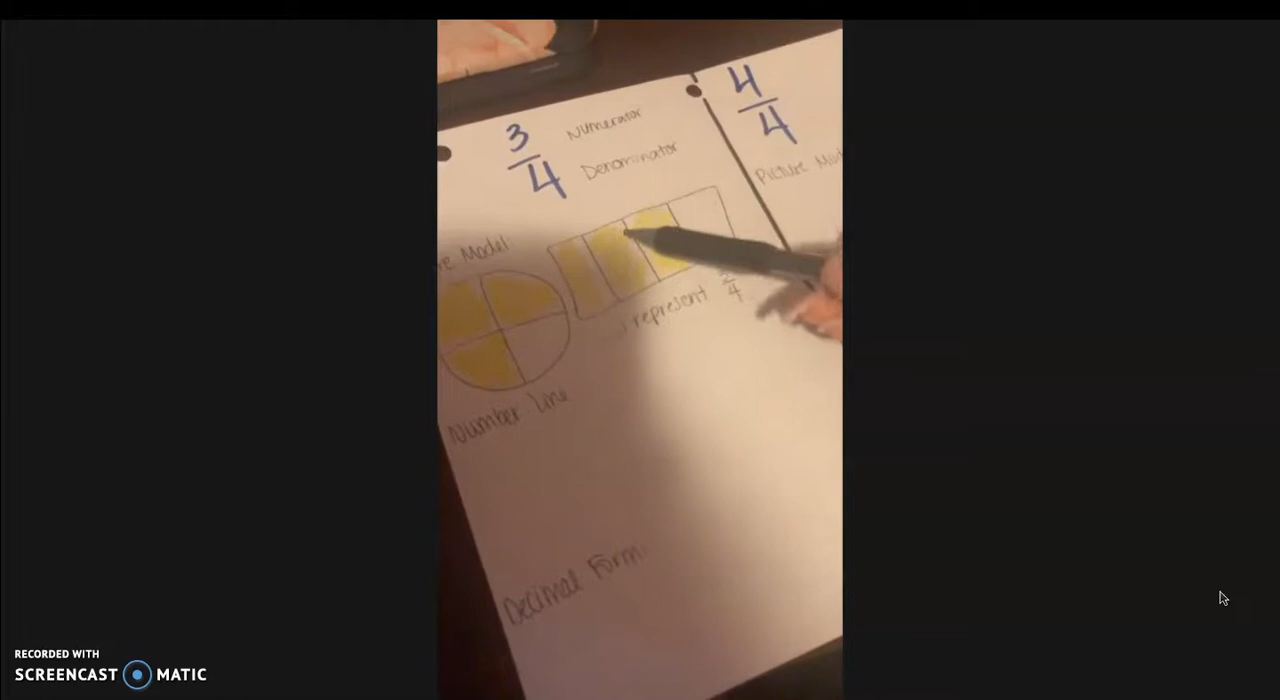 3/4 Numerator
Denominator
4/4
Picture Mod
re Model
represent 3/4
Number Line
Decimal Form
RECORDED WITH
SCREENCAST MATIC